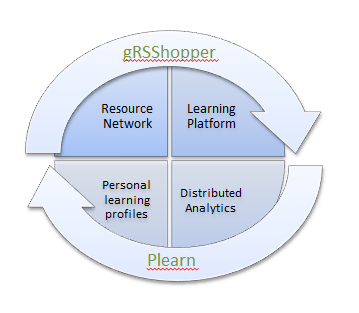 gRSShopper
Resource
Network
Learning
Platform
Personal
learning
profiles
Distributed
Analytics
Plearn